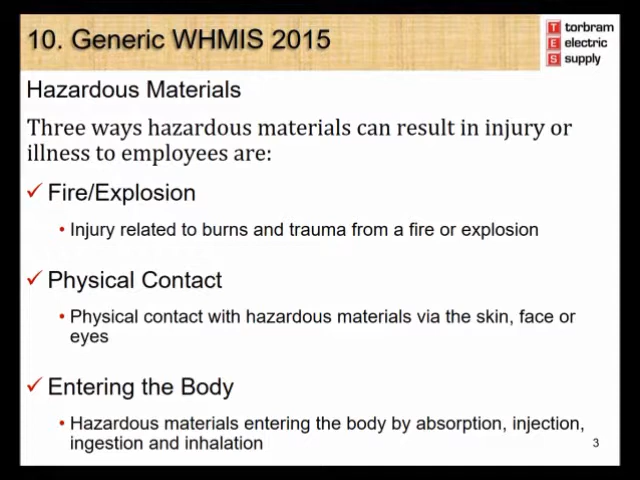 10. Generic WHMIS 2015
T torbram
E electric
S supply
Hazardous Materials
Three ways hazardous materials can result in injury or
illness to employees are:
✓ Fire/Explosion
• Injury related to burns and trauma from a fire or explosion
✓ Physical Contact
• Physical contact with hazardous materials via the skin, face or
eyes
✓ Entering the Body
• Hazardous materials entering the body by absorption, injection,
ingestion and inhalation
3